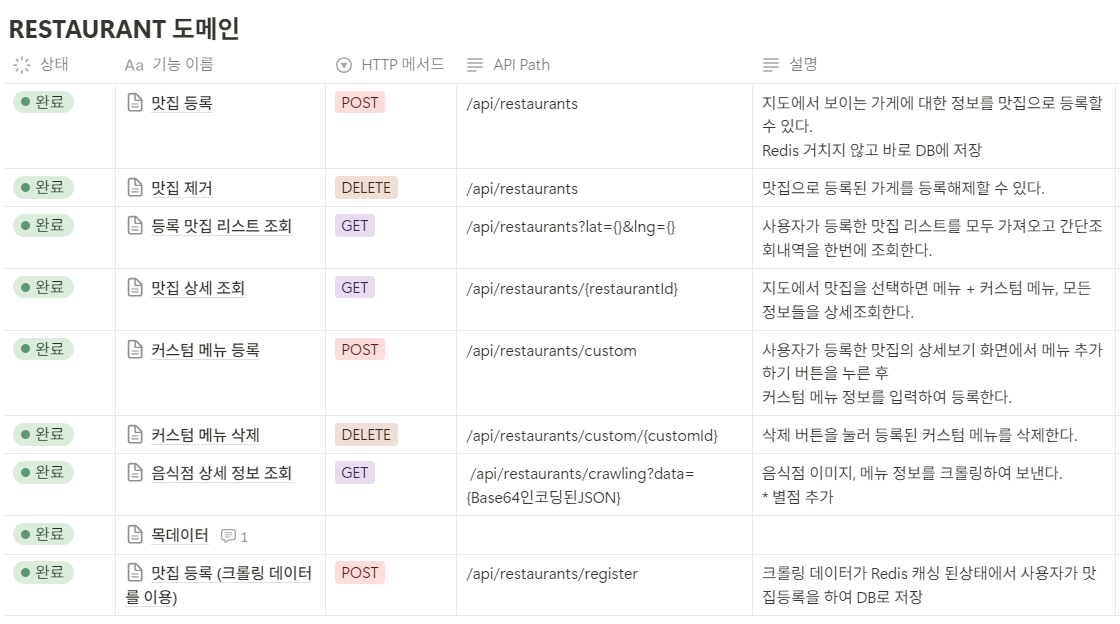 RESTAURANT 도메인
상태 Aa 기능 이름 HTTP 메서드 API Path 설명
완료 맛집 등록 POST /api/restaurants 지도에서 보이는 가게에 대한 정보를 맛집으로 등록할
수 있다.
Redis 거치지 않고 바로 DB에 저장
완료 맛집 제거 DELETE /api/restaurants 맛집으로 등록된 가게를 등록해제할 수 있다.
완료 등록 맛집 리스트 조회 GET /api/restaurants?lat={}&lng={} 사용자가 등록한 맛집 리스트를 모두 가져오고 간단조
회내역을 한번에 조회한다.
완료 맛집 상세 조회 GET /api/restaurants/{restaurantId} 지도에서 맛집을 선택하면 메뉴 + 커스텀 메뉴, 모든
정보들을 상세조회한다.
완료 커스텀 메뉴 등록 POST /api/restaurants/custom 사용자가 등록한 맛집의 상세보기 화면에서 메뉴 추가
하기 버튼을 누른 후
커스텀 메뉴 정보를 입력하여 등록한다.
완료 커스텀 메뉴 삭제 DELETE /api/restaurants/custom/{customId} 삭제 버튼을 눌러 등록된 커스텀 메뉴를 삭제한다.
완료 음식점 상세 정보 조회 GET /api/restaurants/crawling?data= 음식점 이미지, 메뉴 정보를 크롤링하여 보낸다.
{Base64인코딩된JSON} * 별점 추가
완료 목데이터 1
완료 맛집 등록 (크롤링 데이터 POST /api/restaurants/register 크롤링 데이터가 Redis 캐싱 된상태에서 사용자가 맛
를 이용) 집등록을 하여 DB로 저장